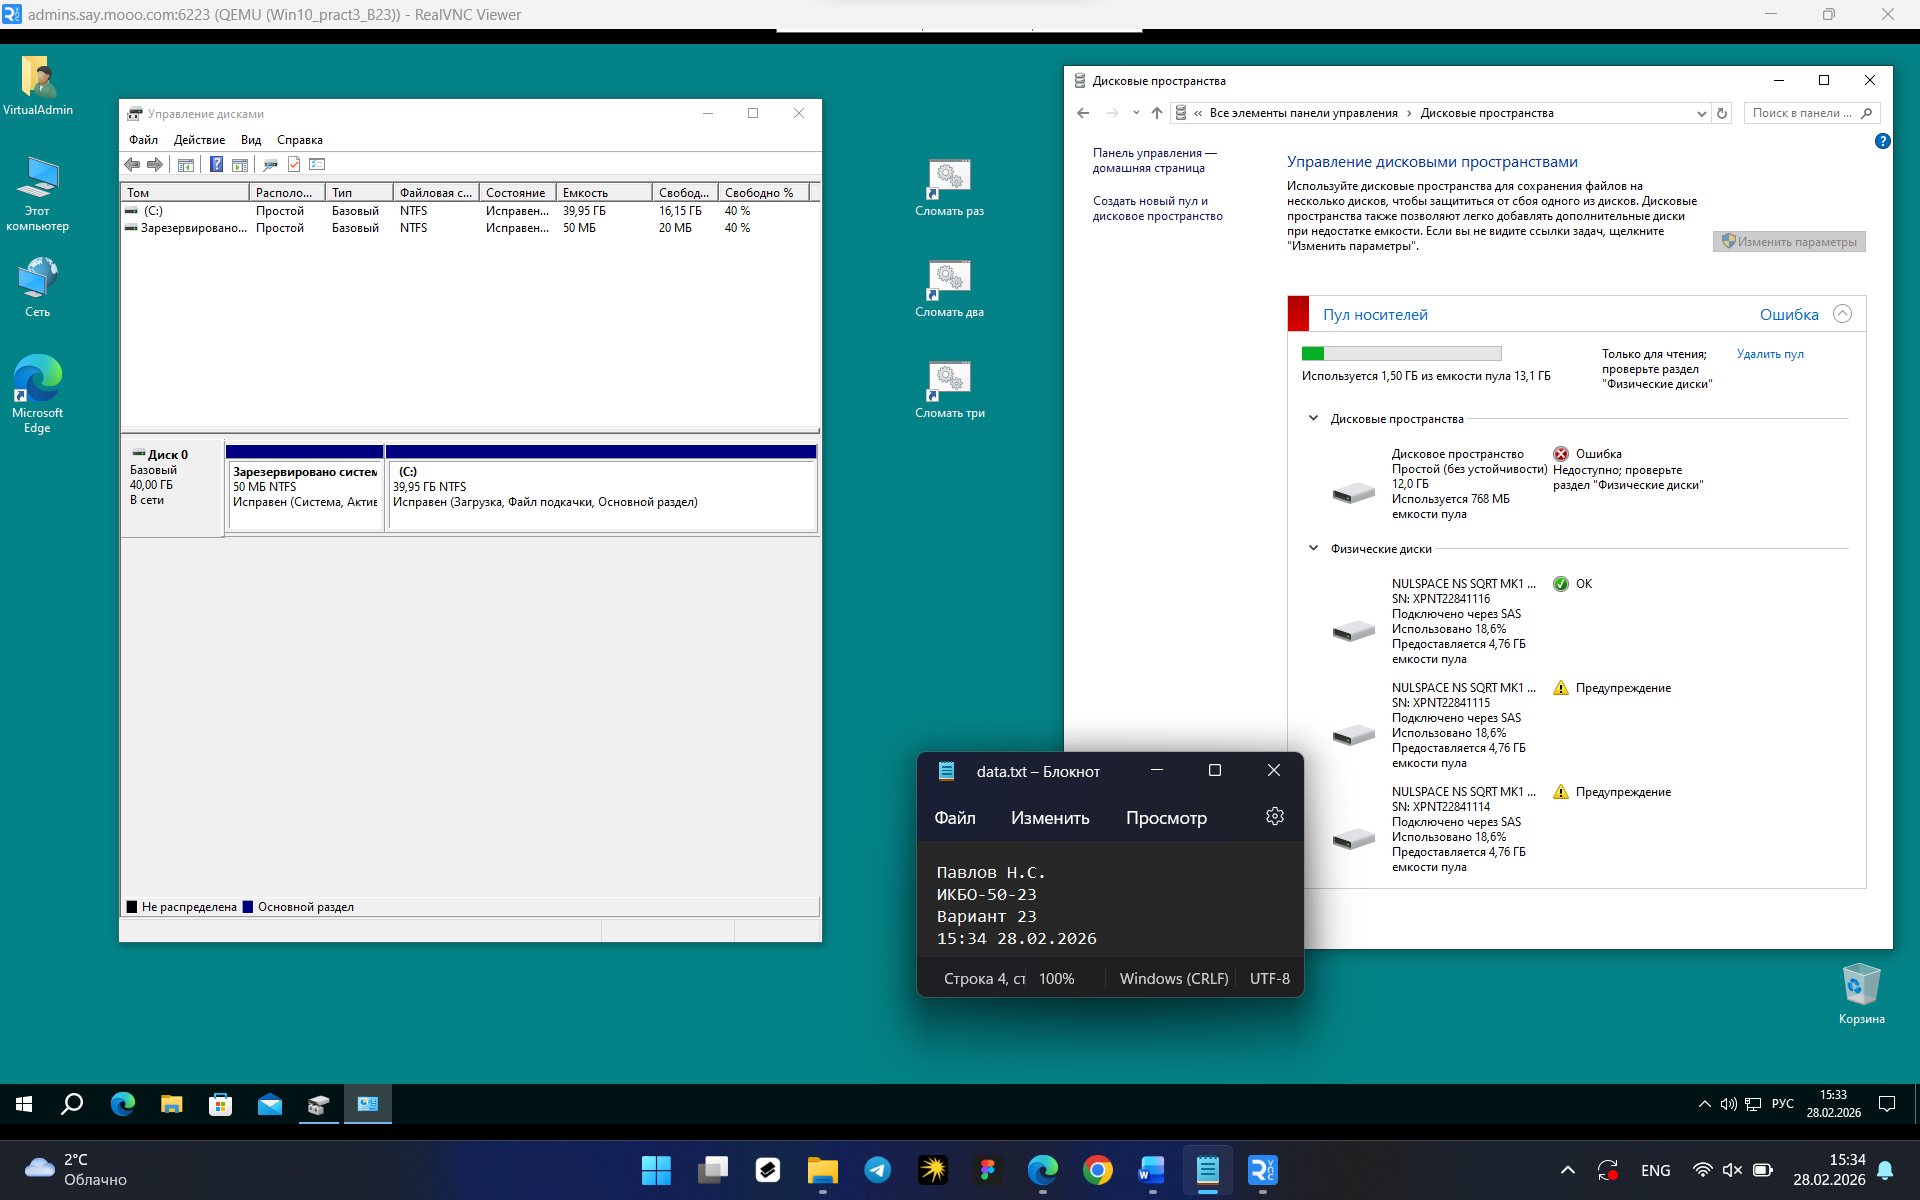 admins.say.mooo.com:6223 (QEMU (Win10_pract3_B23)) - RealVNC Viewer
VirtualAdmin
Этот
компьютер
Сеть
Microsoft
Edge
Управление дисками
Файл Действие Вид Справка
Том Располо... Тип Файловая с... Состояние Емкость Свобод... Свободно %
(C:) Простой Базовый NTFS Исправен... 39,95 ГБ 16,15 ГБ 40 %
Зарезервировано... Простой Базовый NTFS Исправен... 50 МБ 20 МБ 40 %
Диск 0
Базовый
40,00 ГБ
В сети
Зарезервировано систем
50 МБ NTFS
Исправен (Система, Актив
(C:)
39,95 ГБ NTFS
Исправен (Загрузка, Файл подкачки, Основной раздел)
Не распределена Основной раздел
Сломать раз
Сломать два
Сломать три
Дисковые пространства
« Все элементы панели управления › Дисковые пространства
Поиск в панели ...
Панель управления —
домашняя страница
Создать новый пул и
дисковое пространство
Управление дисковыми пространствами
Используйте дисковые пространства для сохранения файлов на
несколько дисков, чтобы защититься от сбоя одного из дисков. Дисковые
пространства также позволяют легко добавлять дополнительные диски
при недостатке емкости. Если вы не видите ссылки задач, щелкните
"Изменить параметры".
Изменить параметры
Пул носителей Ошибка
Используется 1,50 ГБ из емкости пула 13,1 ГБ
Только для чтения;
проверьте раздел
"Физические диски"
Удалить пул
Дисковые пространства
Дисковое пространство
Простой (без устойчивости)
12,0 ГБ
Используется 768 МБ
емкости пула
Ошибка
Недоступно; проверьте
раздел "Физические диски"
Физические диски
NULSPACE NS SQRT MK1 ... OK
SN: XPNT22841116
Подключено через SAS
Использовано 18,6%
Предоставляется 4,76 ГБ
емкости пула
NULSPACE NS SQRT MK1 ... Предупреждение
SN: XPNT22841115
Подключено через SAS
Использовано 18,6%
Предоставляется 4,76 ГБ
емкости пула
NULSPACE NS SQRT MK1 ... Предупреждение
SN: XPNT22841114
Подключено через SAS
Использовано 18,6%
Предоставляется 4,76 ГБ
емкости пула
data.txt – Блокнот
Файл Изменить Просмотр
Павлов Н.С.
ИКБО-50-23
Вариант 23
15:34 28.02.2026
Строка 4, ст 100% Windows (CRLF) UTF-8
Корзина
РУС
15:33
28.02.2026
2°C
Облачно
ENG
15:34
28.02.2026